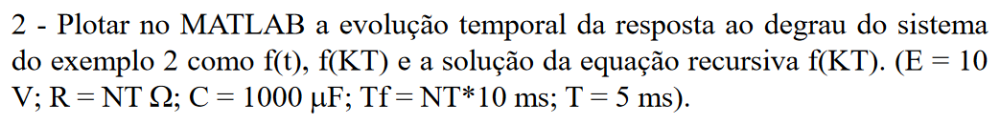 2 - Plotar no MATLAB a evolução temporal da resposta ao degrau do sistema
do exemplo 2 como f(t), f(KT) e a solução da equação recursiva f(KT). (E = 10
V; R = NT Ω; C = 1000 μF; Tf = NT*10 ms; T = 5 ms).